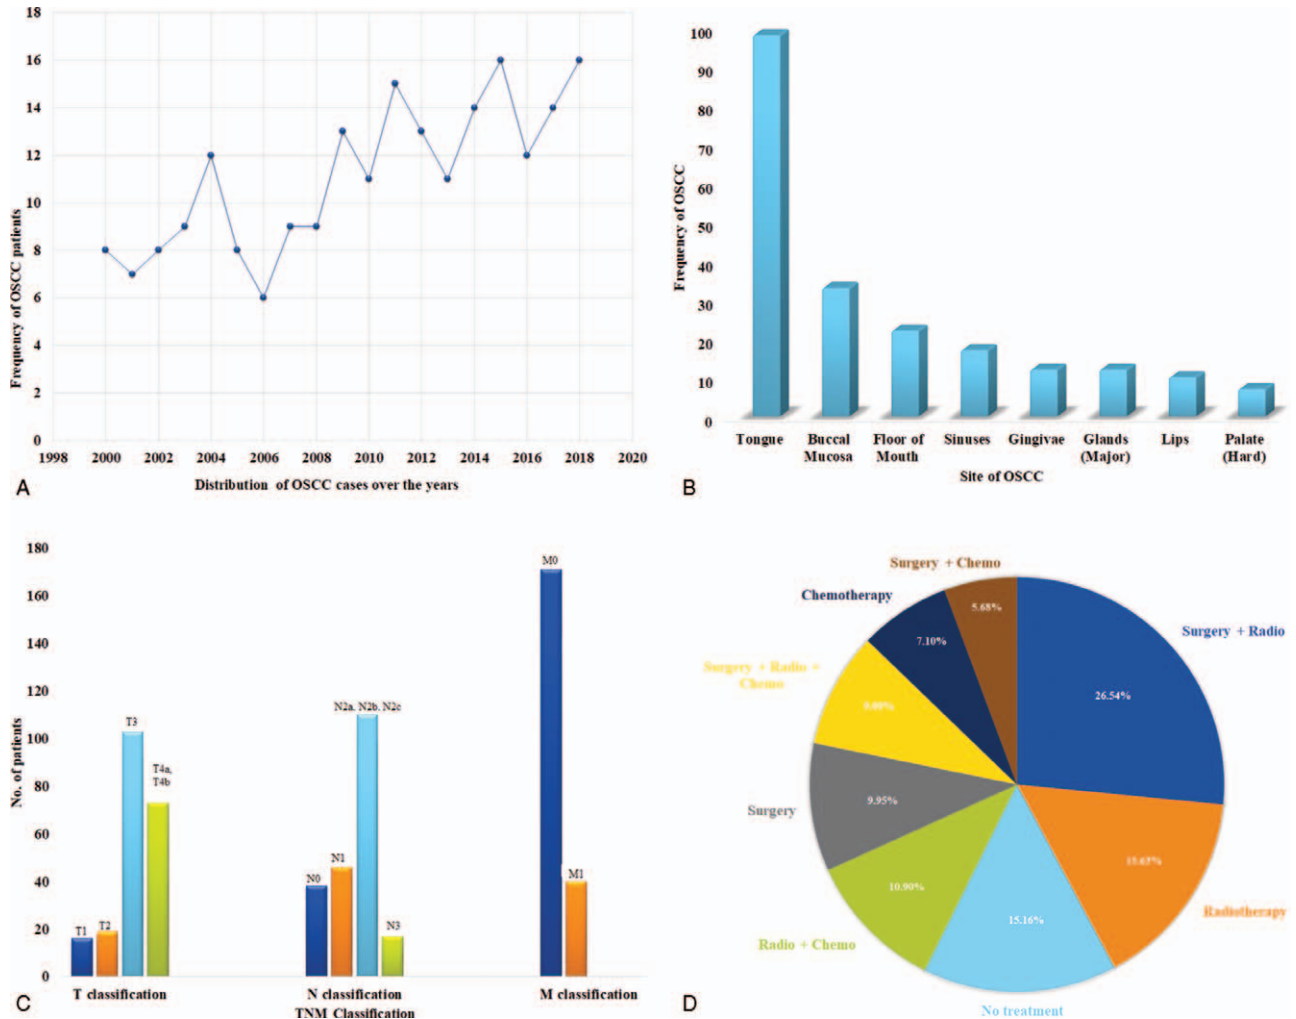 18
16
14
12
10
8
6
4
2
0
Frequency of OSCC patients
1998 2000 2002 2004 2006 2008 2010 2012 2014 2016 2018 2020
Distribution of OSCC cases over the years
A
100
90
80
70
60
50
40
30
20
10
0
Frequency of OSCC
Tongue Buccal Floor of Sinuses Gingivae Glands Lips Palate
Mucosa Mouth (Major) (Hard)
Site of OSCC
B
180
160
140
120
100
80
60
40
20
0
No. of patients
T1
T2
T3
T4a,
T4b
N0
N1
N2a. N2b. N2c
N3
M0
M1
T classification N classification M classification
TNM Classification
C
Surgery + Chemo
5.68%
Chemotherapy
7.10%
Surgery + Radio
26.54%
Surgery + Radio +
Chemo
Surgery
9.95%
Radiotherapy
Radio + Chemo
10.90%
15.16%
No treatment
D